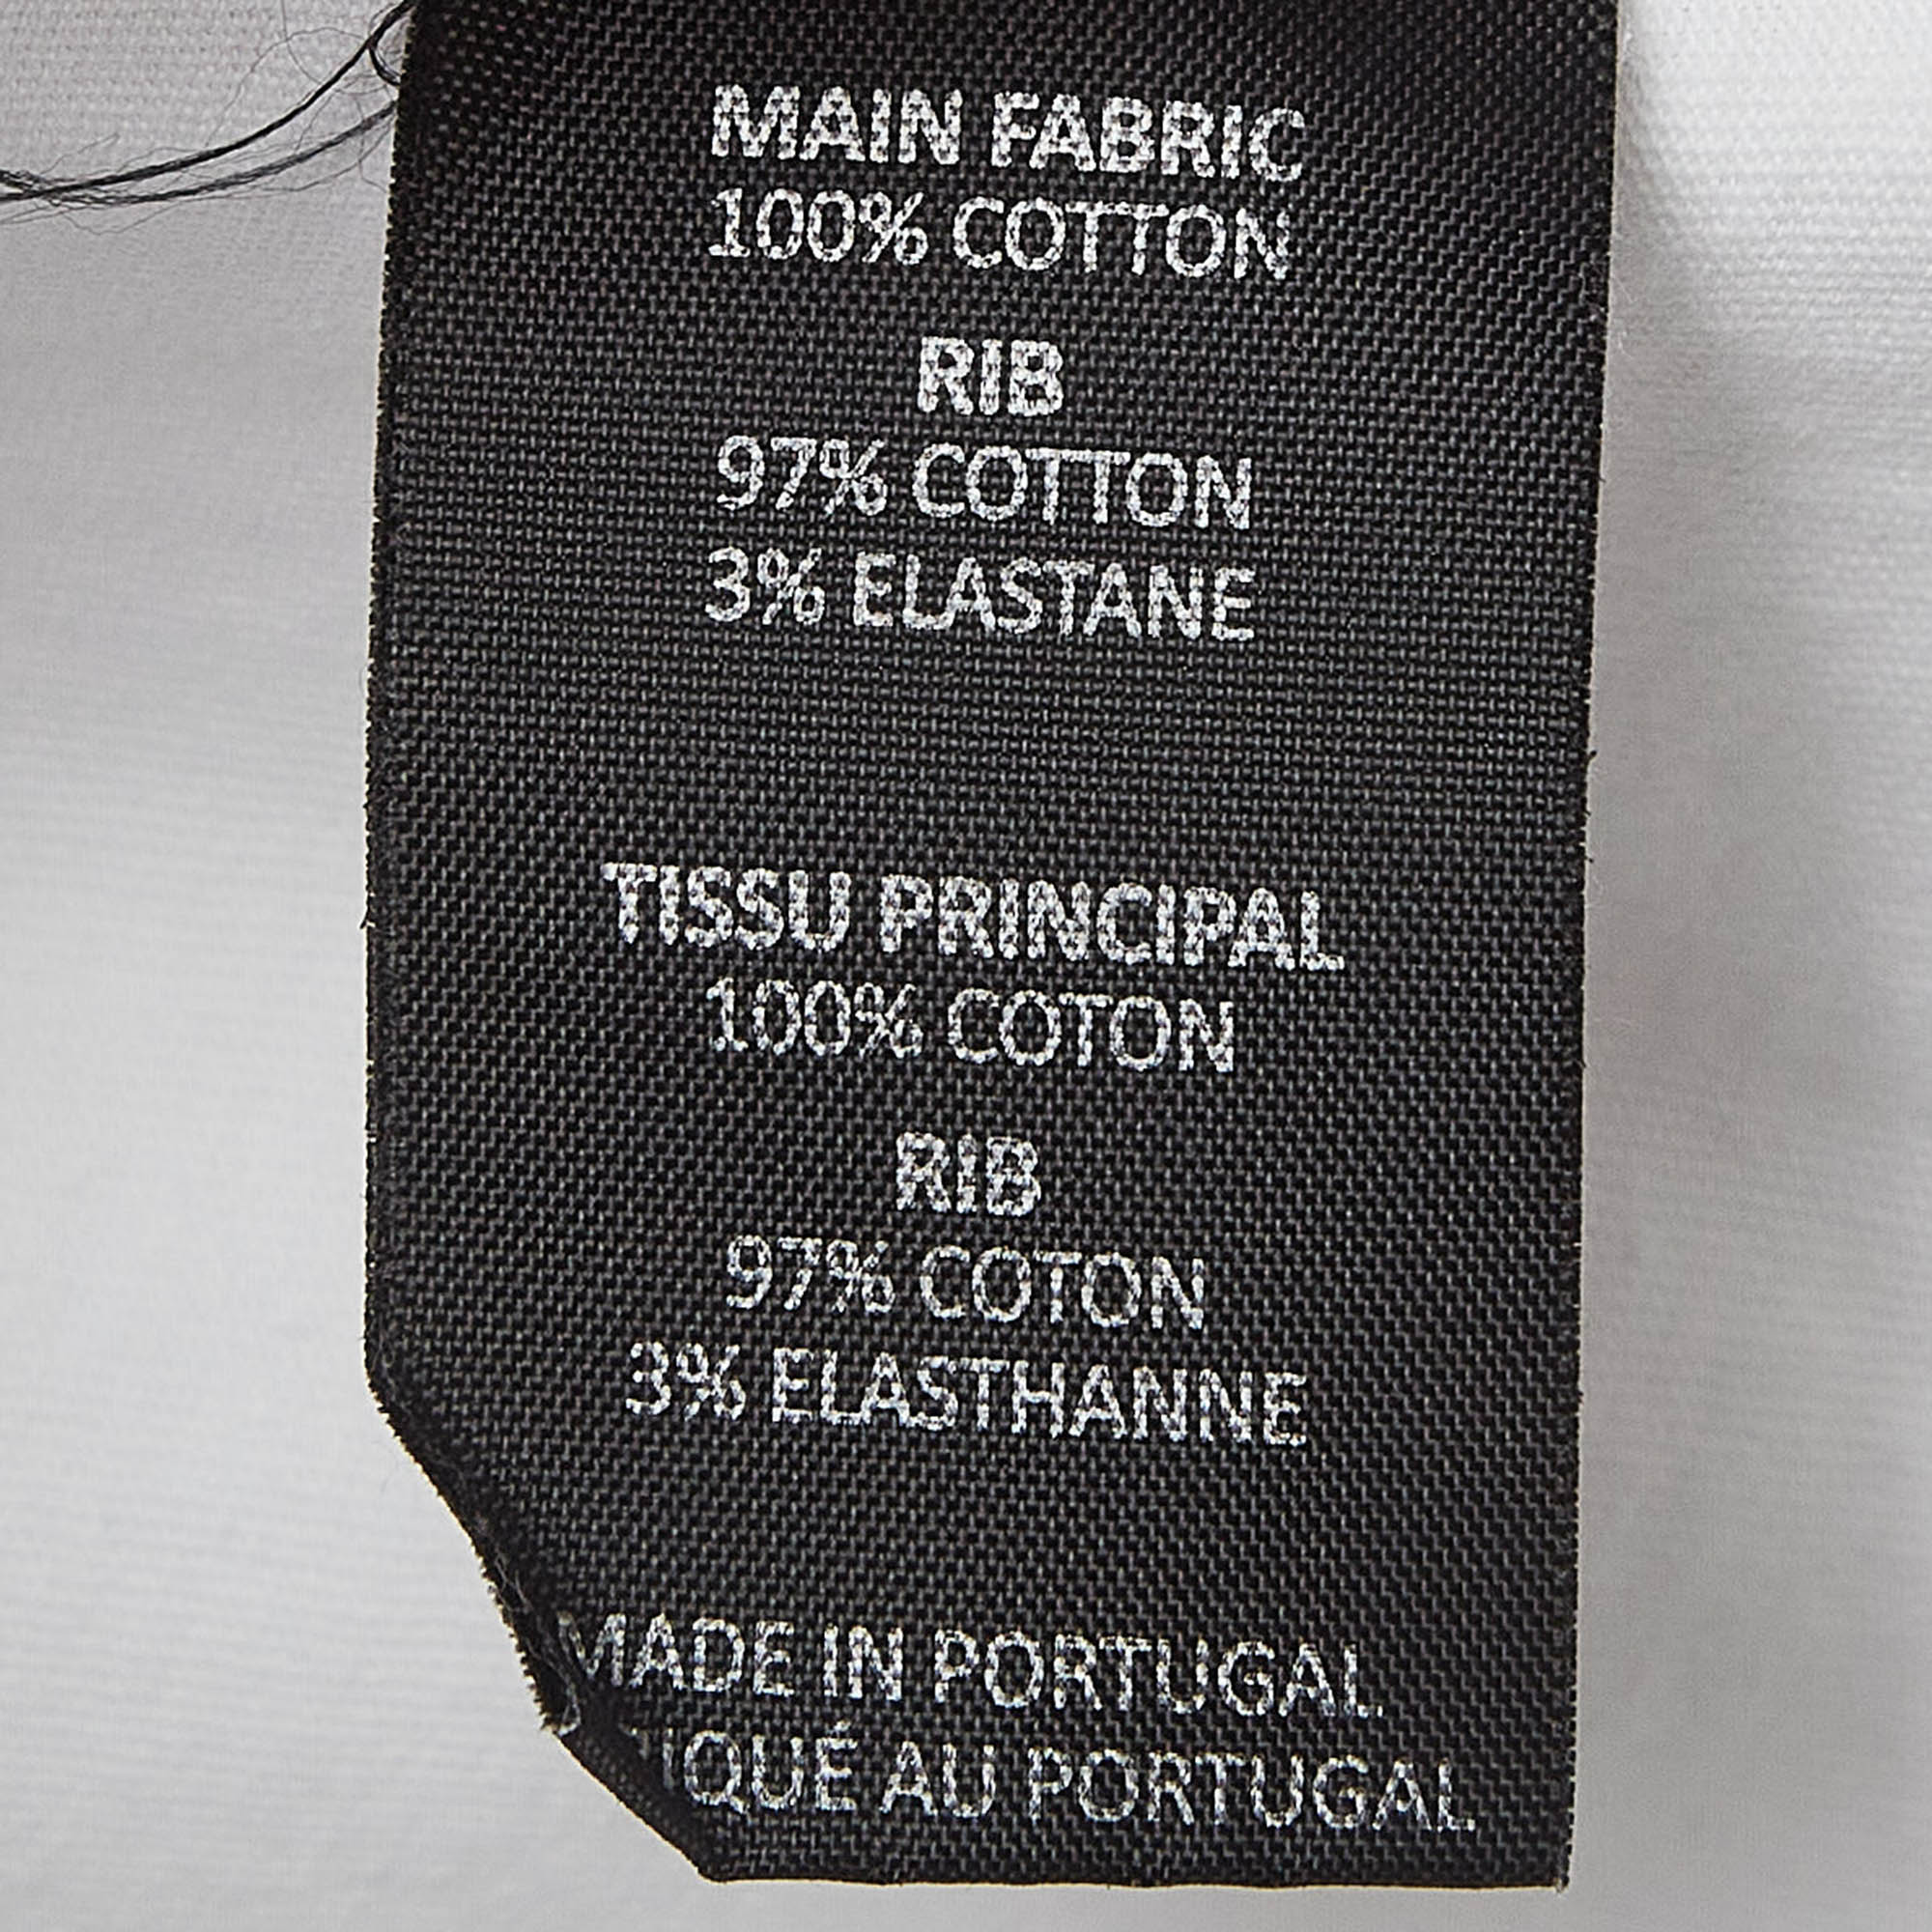 MAIN FABRIC
100% COTTON
RIB
97% COTTON
3% ELASTANE
TISSU PRINCIPAL
100% COTON
RIB
97% COTON
3% ELASTHANNE
MADE IN PORTUGAL
AU PORTUGAL